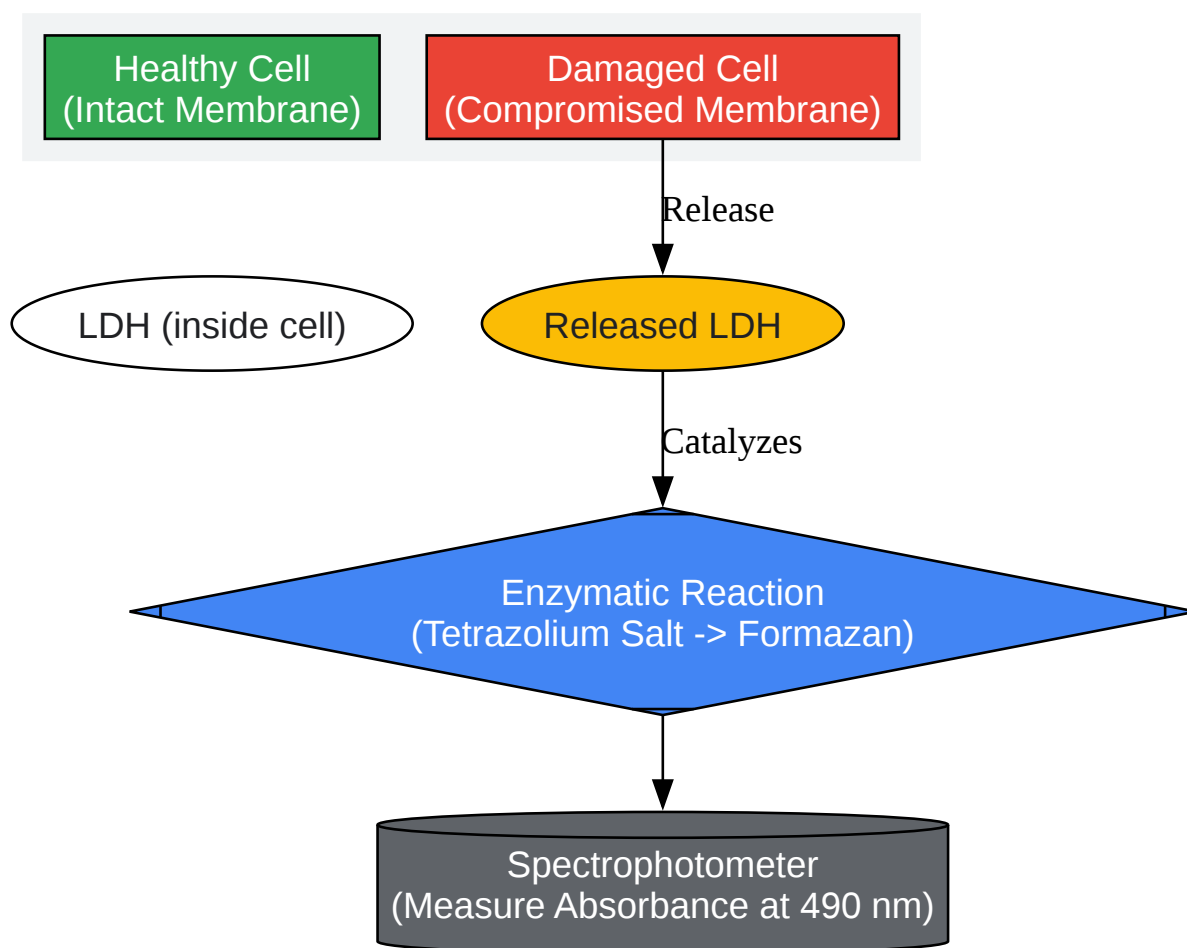 Healthy Cell
(Intact Membrane)
Damaged Cell
(Compromised Membrane)
Release
LDH (inside cell)
Released LDH
Catalyzes
Enzymatic Reaction
(Tetrazolium Salt -> Formazan)
Spectrophotometer
(Measure Absorbance at 490 nm)